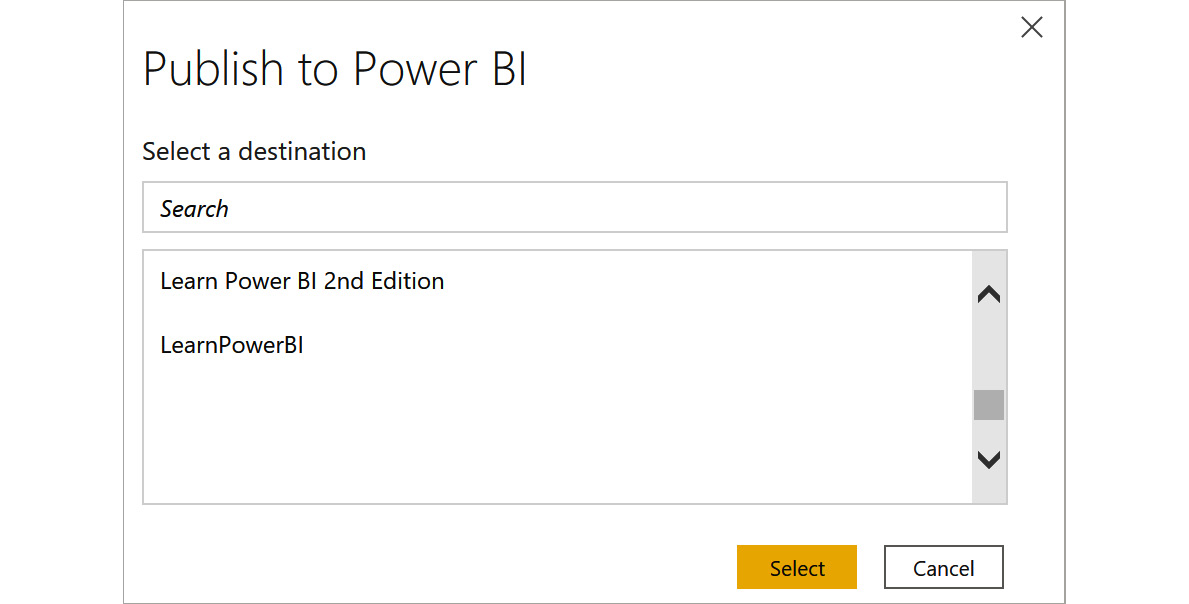 Publish to Power BI
Select a destination
Search
Learn Power BI 2nd Edition
LearnPowerBI
Select
Cancel